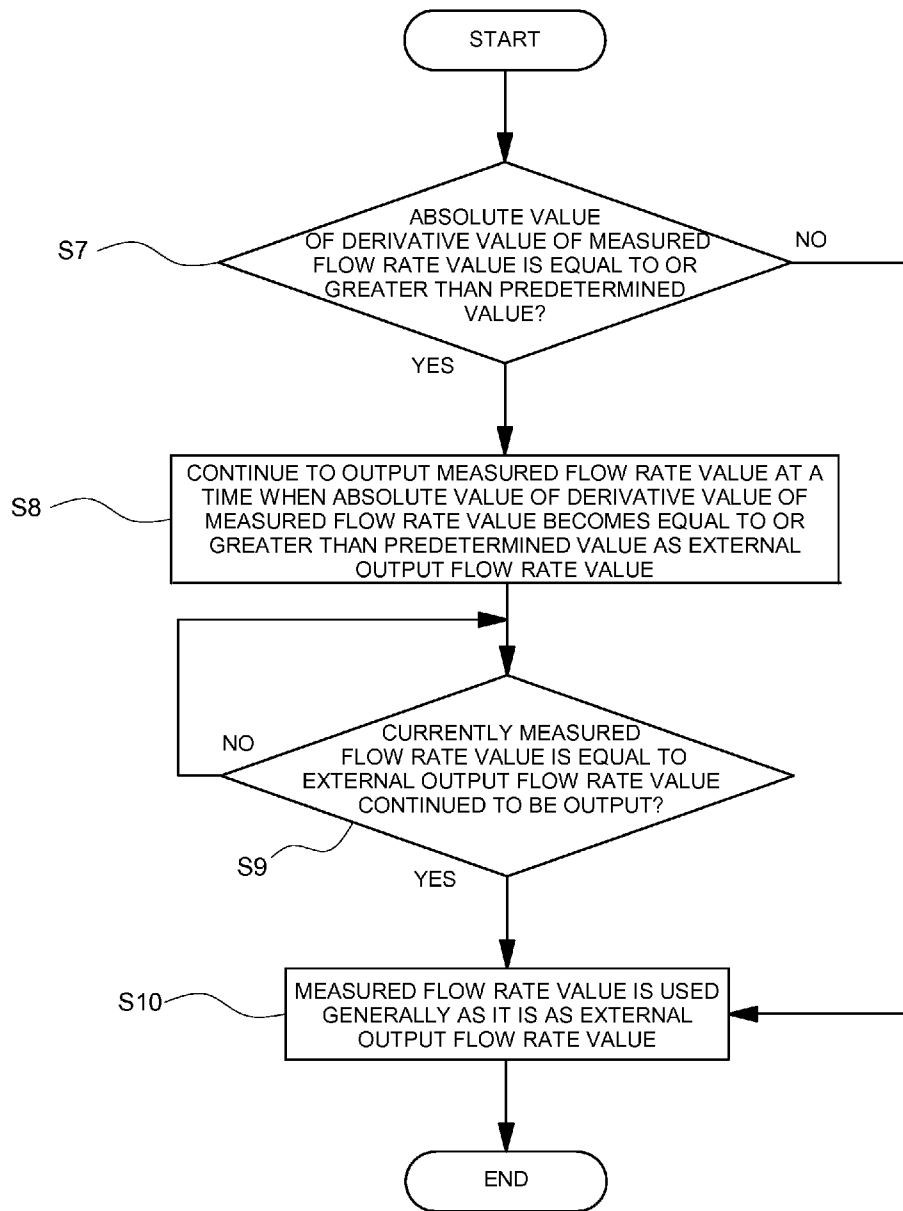 START
ABSOLUTE VALUE
OF DERIVATIVE VALUE OF MEASURED
FLOW RATE VALUE IS EQUAL TO OR
GREATER THAN PREDETERMINED
VALUE?
NO
S7
YES
CONTINUE TO OUTPUT MEASURED FLOW RATE VALUE AT A
TIME WHEN ABSOLUTE VALUE OF DERIVATIVE VALUE OF
MEASURED FLOW RATE VALUE BECOMES EQUAL TO OR
GREATER THAN PREDETERMINED VALUE AS EXTERNAL
OUTPUT FLOW RATE VALUE
S8
CURRENTLY MEASURED
FLOW RATE VALUE IS EQUAL TO
EXTERNAL OUTPUT FLOW RATE VALUE
CONTINUED TO BE OUTPUT?
NO
S9
YES
MEASURED FLOW RATE VALUE IS USED
GENERALLY AS IT IS AS EXTERNAL
OUTPUT FLOW RATE VALUE
S10
END